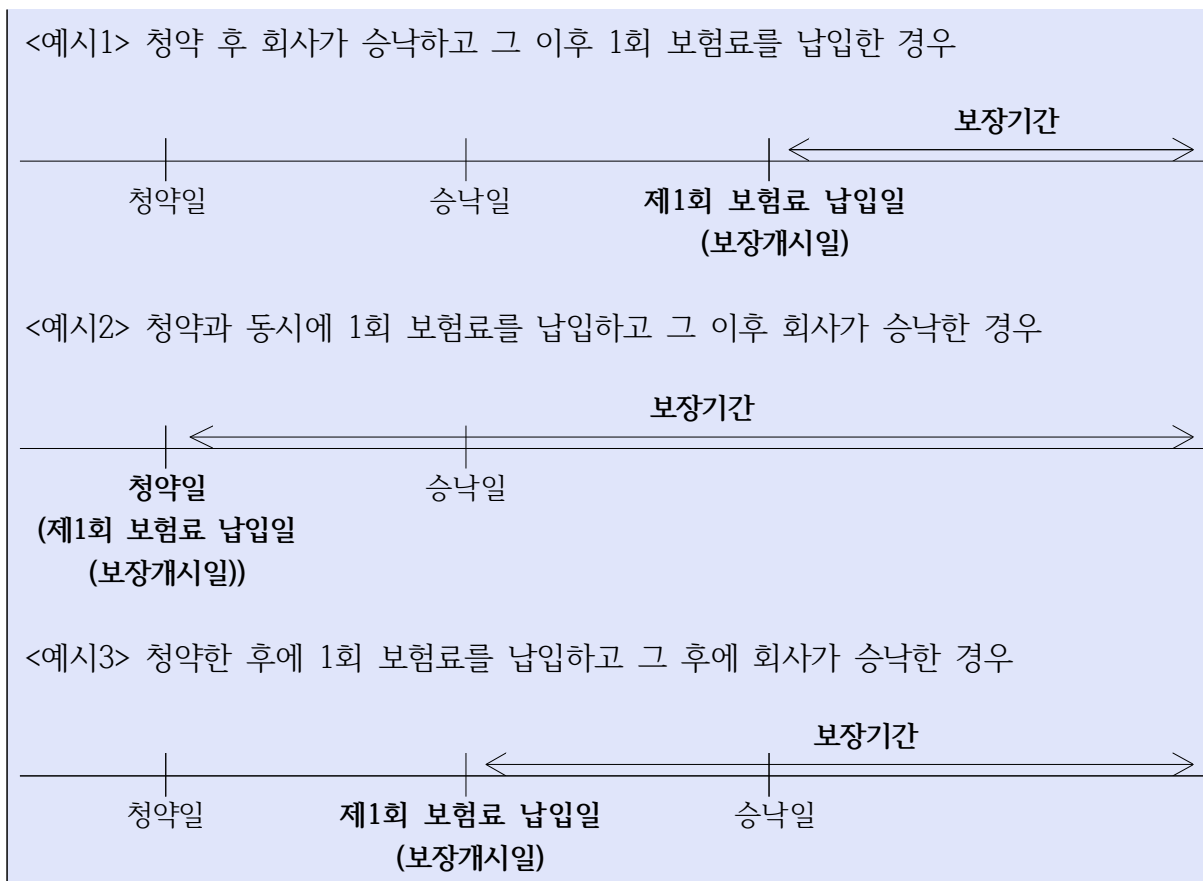 <예시1> 청약 후 회사가 승낙하고 그 이후 1회 보험료를 납입한 경우
보장기간
청약일 승낙일 제1회 보험료 납입일
(보장개시일)
<예시2> 청약과 동시에 1회 보험료를 납입하고 그 이후 회사가 승낙한 경우
보장기간
청약일 승낙일
(제1회 보험료 납입일
(보장개시일))
<예시3> 청약한 후에 1회 보험료를 납입하고 그 후에 회사가 승낙한 경우
보장기간
청약일 제1회 보험료 납입일 승낙일
(보장개시일)